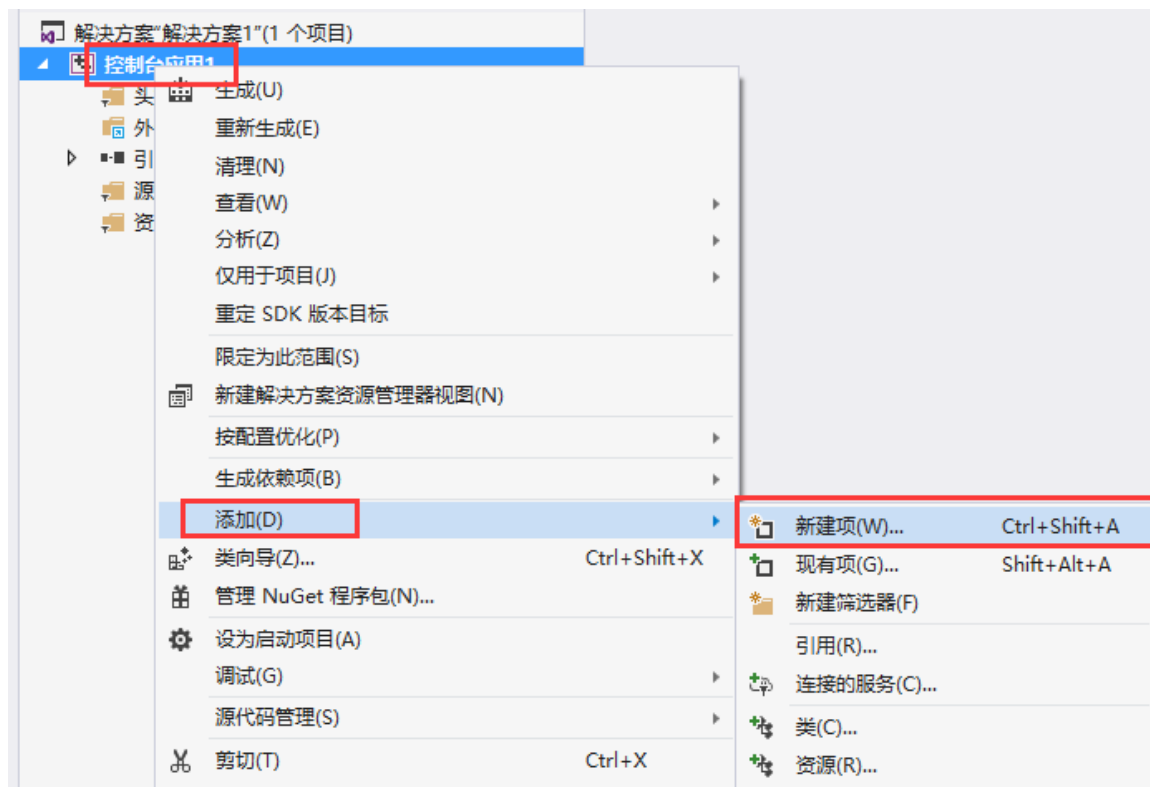 解决方案"解决方案1"(1 个项目)
控制台应用1
头
外
引
源
资
生成(U)
重新生成(E)
清理(N)
查看(W)
分析(Z)
仅用于项目(J)
重定 SDK 版本目标
限定为此范围(S)
新建解决方案资源管理器视图(N)
按配置优化(P)
生成依赖项(B)
添加(D)
类向导(Z)... Ctrl+Shift+X
管理 NuGet 程序包(N)...
设为启动项目(A)
调试(G)
源代码管理(S)
剪切(T) Ctrl+X
新建项(W)... Ctrl+Shift+A
现有项(G)... Shift+Alt+A
新建筛选器(F)
引用(R)...
连接的服务(C)...
类(C)...
资源(R)...